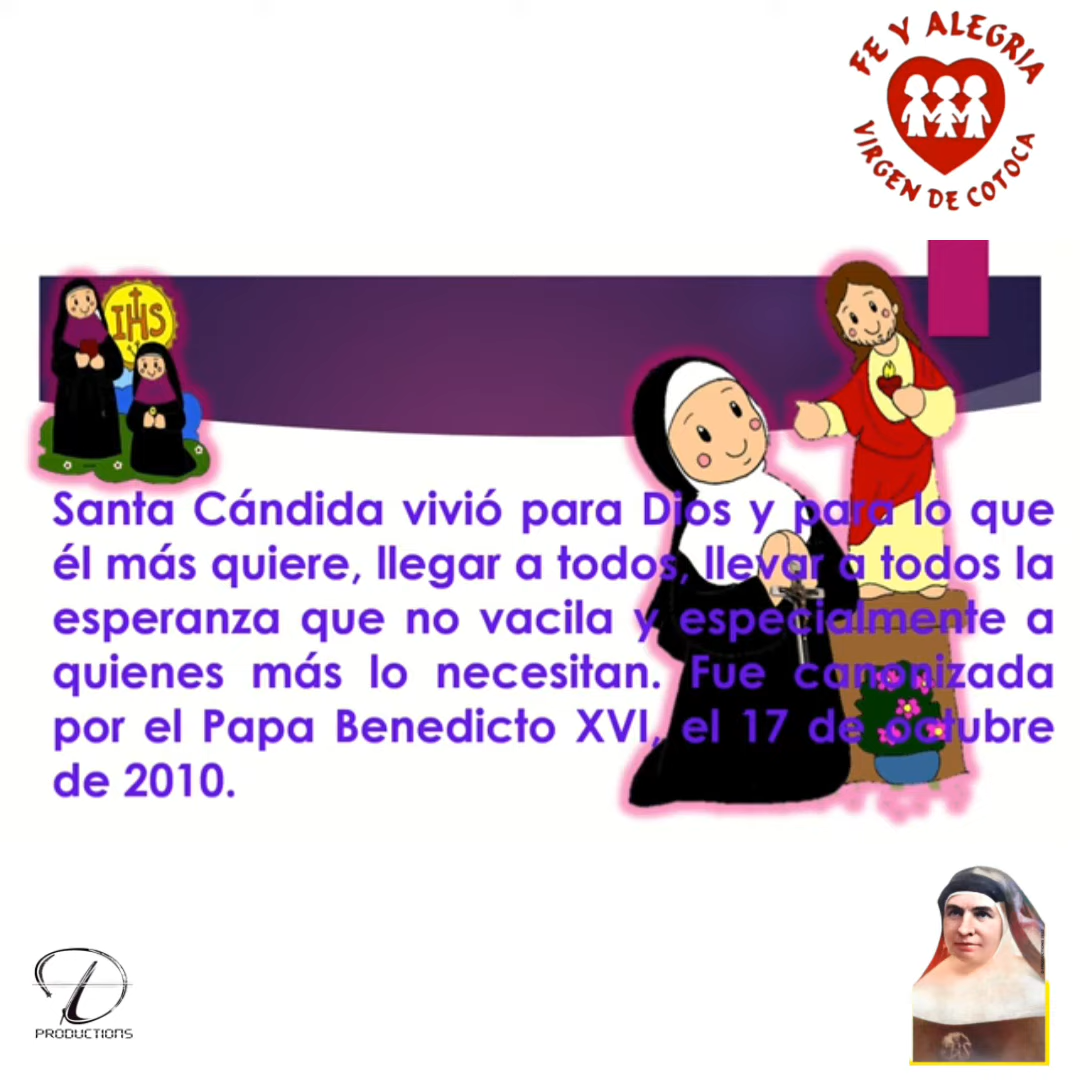 FE Y ALEGRIA
VIRGEN DE COTOCA
IHS
Santa Cándida vivió para Dios y para lo que
él más quiere, llegar a todos, llevar a todos la
esperanza que no vacila y especialmente a
quienes más lo necesitan. Fue canonizada
por el Papa Benedicto XVI, el 17 de octubre
de 2010.
D
PRODUCTIONS